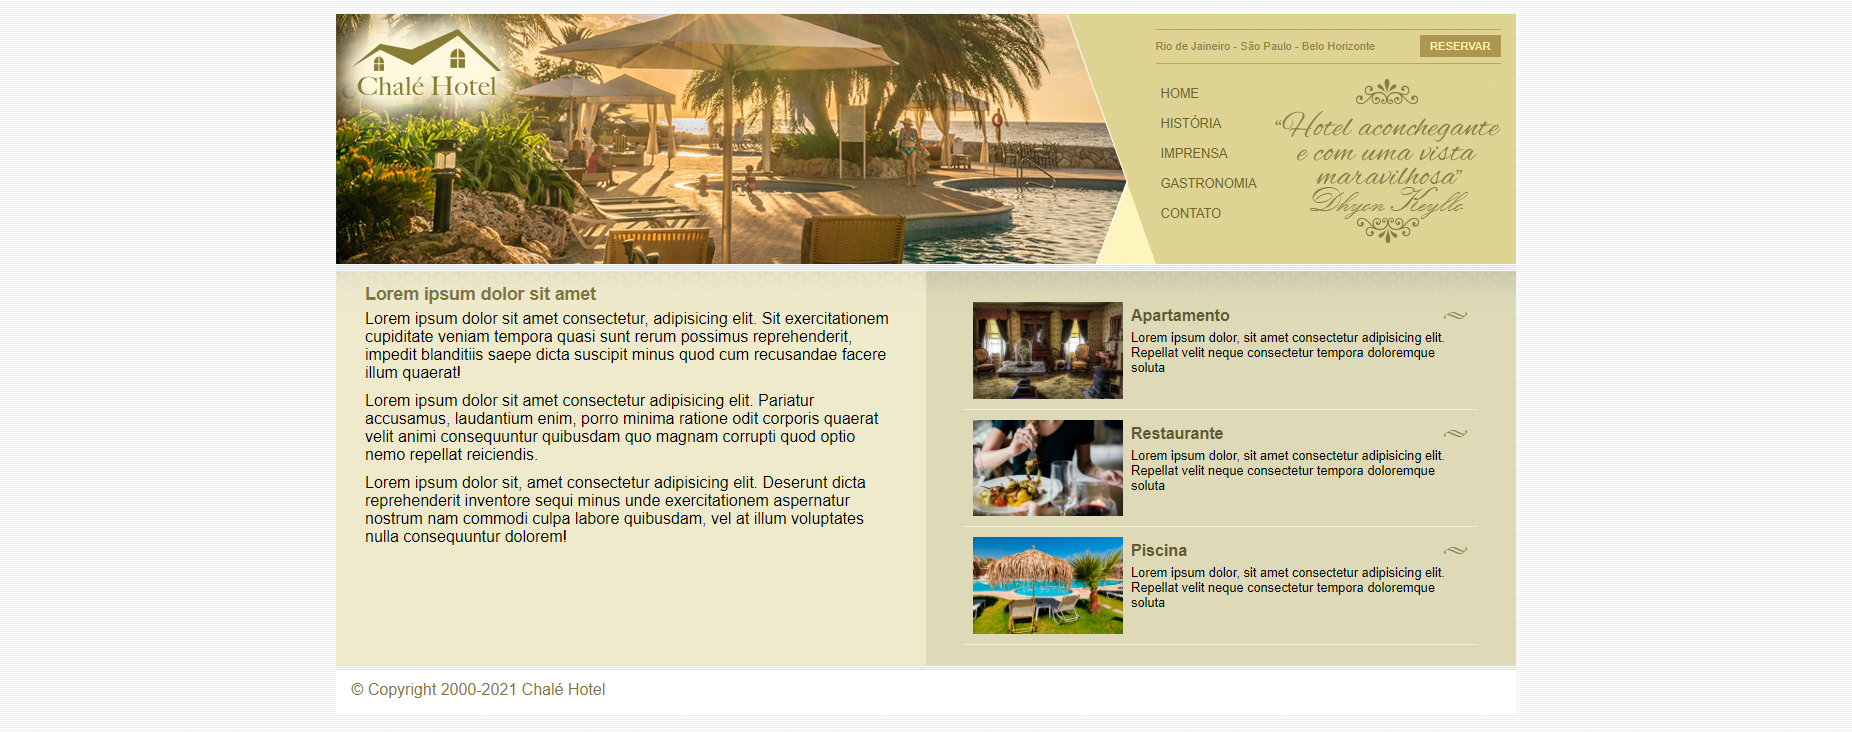 Chalé Hotel
Rio de Jaineiro - São Paulo - Belo Horizonte
RESERVAR
HOME
HISTÓRIA
IMPRENSA
GASTRONOMIA
CONTATO
“Hotel aconchegante
e com uma vista
maravilhosa”
Dhyon Keyllo
Lorem ipsum dolor sit amet
Lorem ipsum dolor sit amet consectetur, adipisicing elit. Sit exercitationem
cupiditate veniam tempora quasi sunt rerum possimus reprehenderit,
impedit blanditiis saepe dicta suscipit minus quod cum recusandae facere
illum quaerat!
Lorem ipsum dolor sit amet consectetur adipisicing elit. Pariatur
accusamus, laudantium enim, porro minima ratione odit corporis quaerat
velit animi consequuntur quibusdam quo magnam corrupti quod optio
nemo repellat reiciendis.
Lorem ipsum dolor sit, amet consectetur adipisicing elit. Deserunt dicta
reprehenderit inventore sequi minus unde exercitationem aspernatur
nostrum nam commodi culpa labore quibusdam, vel at illum voluptates
nulla consequuntur dolorem!
Apartamento
Lorem ipsum dolor, sit amet consectetur adipisicing elit.
Repellat velit neque consectetur tempora doloremque
soluta
Restaurante
Lorem ipsum dolor, sit amet consectetur adipisicing elit.
Repellat velit neque consectetur tempora doloremque
soluta
Piscina
Lorem ipsum dolor, sit amet consectetur adipisicing elit.
Repellat velit neque consectetur tempora doloremque
soluta
© Copyright 2000-2021 Chalé Hotel